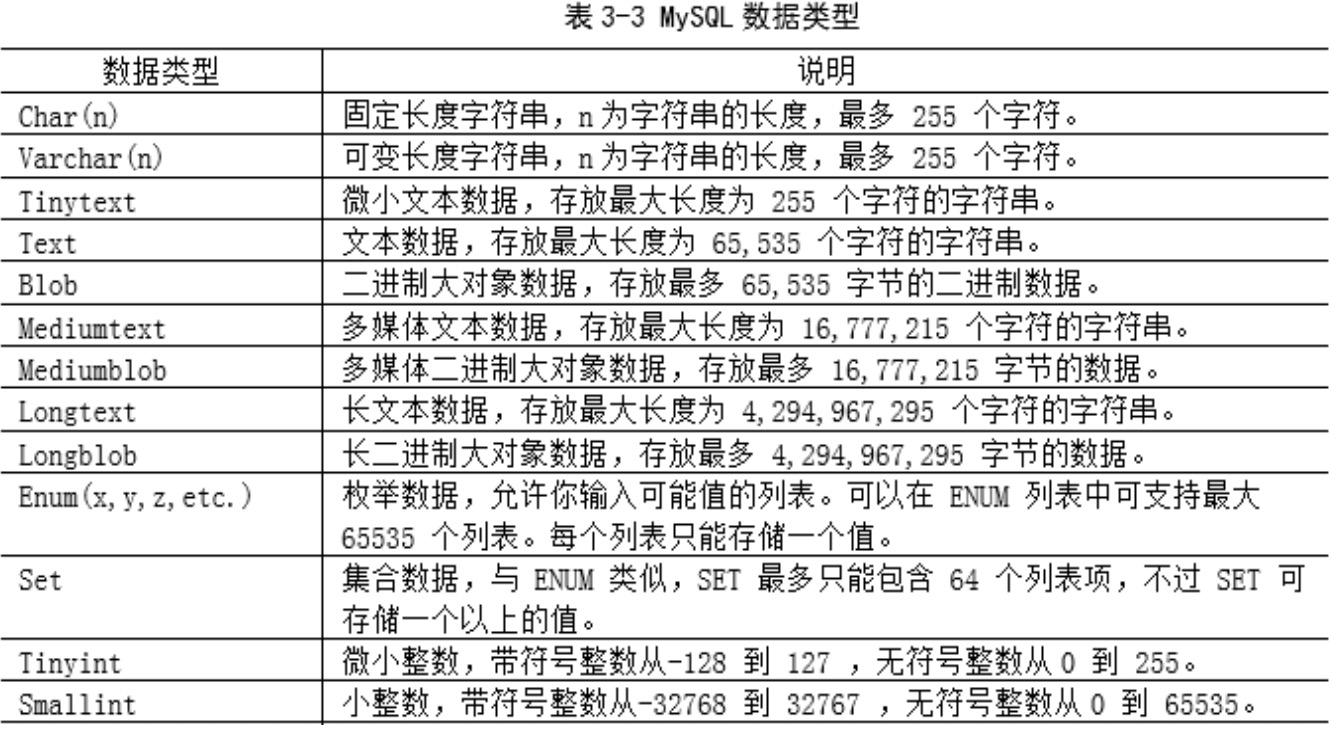 表 3-3 MySQL 数据类型
数据类型 说明
Char(n) 固定长度字符串，n 为字符串的长度，最多 255 个字符。
Varchar(n) 可变长度字符串，n 为字符串的长度，最多 255 个字符。
Tinytext 微小文本数据，存放最大长度为 255 个字符的字符串。
Text 文本数据，存放最大长度为 65,535 个字符的字符串。
Blob 二进制大对象数据，存放最多 65,535 字节的二进制数据。
Mediumtext 多媒体文本数据，存放最大长度为 16,777,215 个字符的字符串。
Mediumblob 多媒体二进制大对象数据，存放最多 16,777,215 字节的数据。
Longtext 长文本数据，存放最大长度为 4,294,967,295 个字符的字符串。
Longblob 长二进制大对象数据，存放最多 4,294,967,295 字节的数据。
Enum(x,y,z,etc.) 枚举数据，允许你输入可能值的列表。可以在 ENUM 列表中可支持最大
65535 个列表。每个列表只能存储一个值。
Set 集合数据，与 ENUM 类似，SET 最多只能包含 64 个列表项，不过 SET 可
存储一个以上的值。
Tinyint 微小整数，带符号整数从-128 到 127 ，无符号整数从 0 到 255。
Smallint 小整数，带符号整数从-32768 到 32767 ，无符号整数从 0 到 65535。